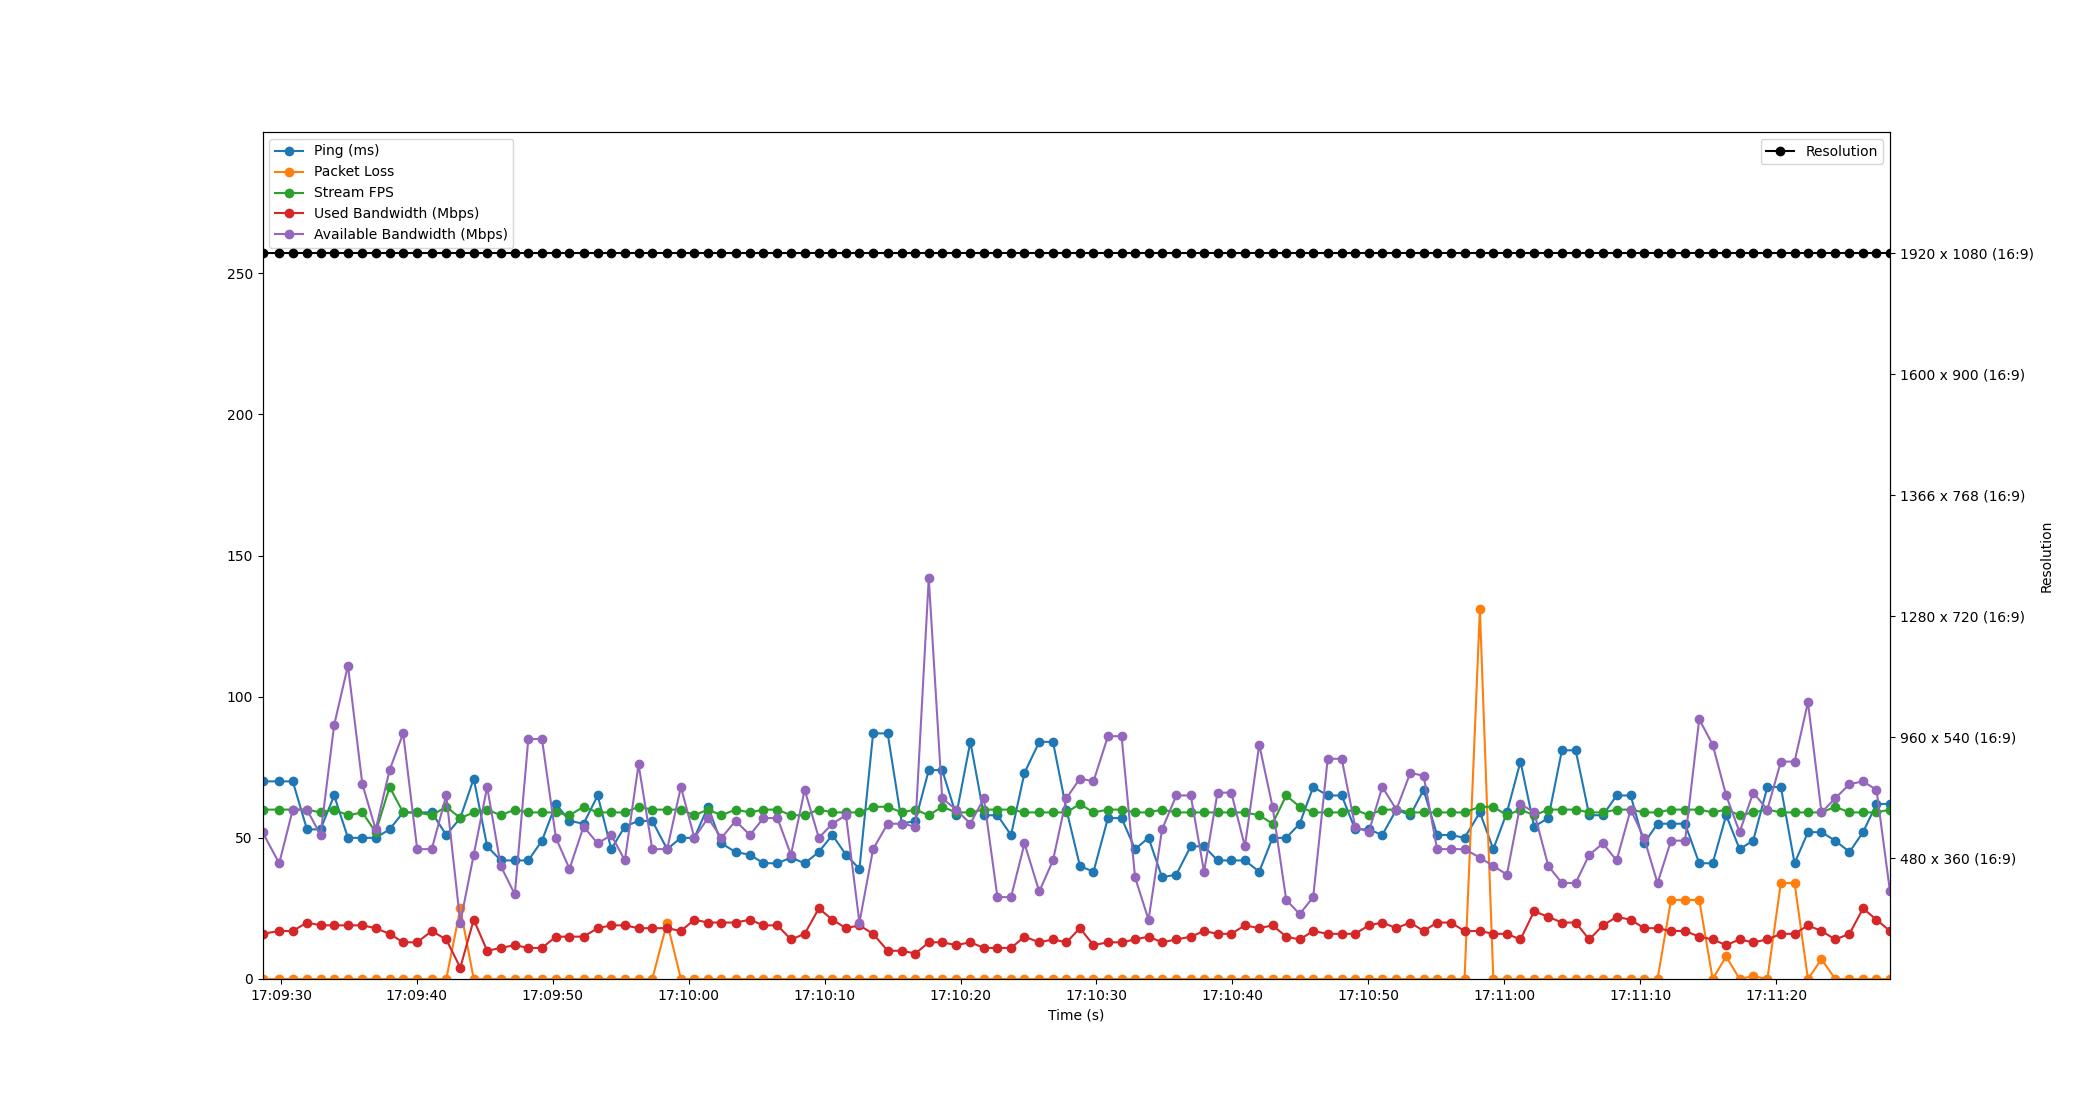 Ping (ms)
Packet Loss
Stream FPS
Used Bandwidth (Mbps)
Available Bandwidth (Mbps)
Resolution
250
200
150
100
50
0
1920 x 1080 (16:9)
1600 x 900 (16:9)
1366 x 768 (16:9)
1280 x 720 (16:9)
960 x 540 (16:9)
480 x 360 (16:9)
Resolution
17:09:30 17:09:40 17:09:50 17:10:00 17:10:10 17:10:20 17:10:30 17:10:40 17:10:50 17:11:00 17:11:10 17:11:20
Time (s)